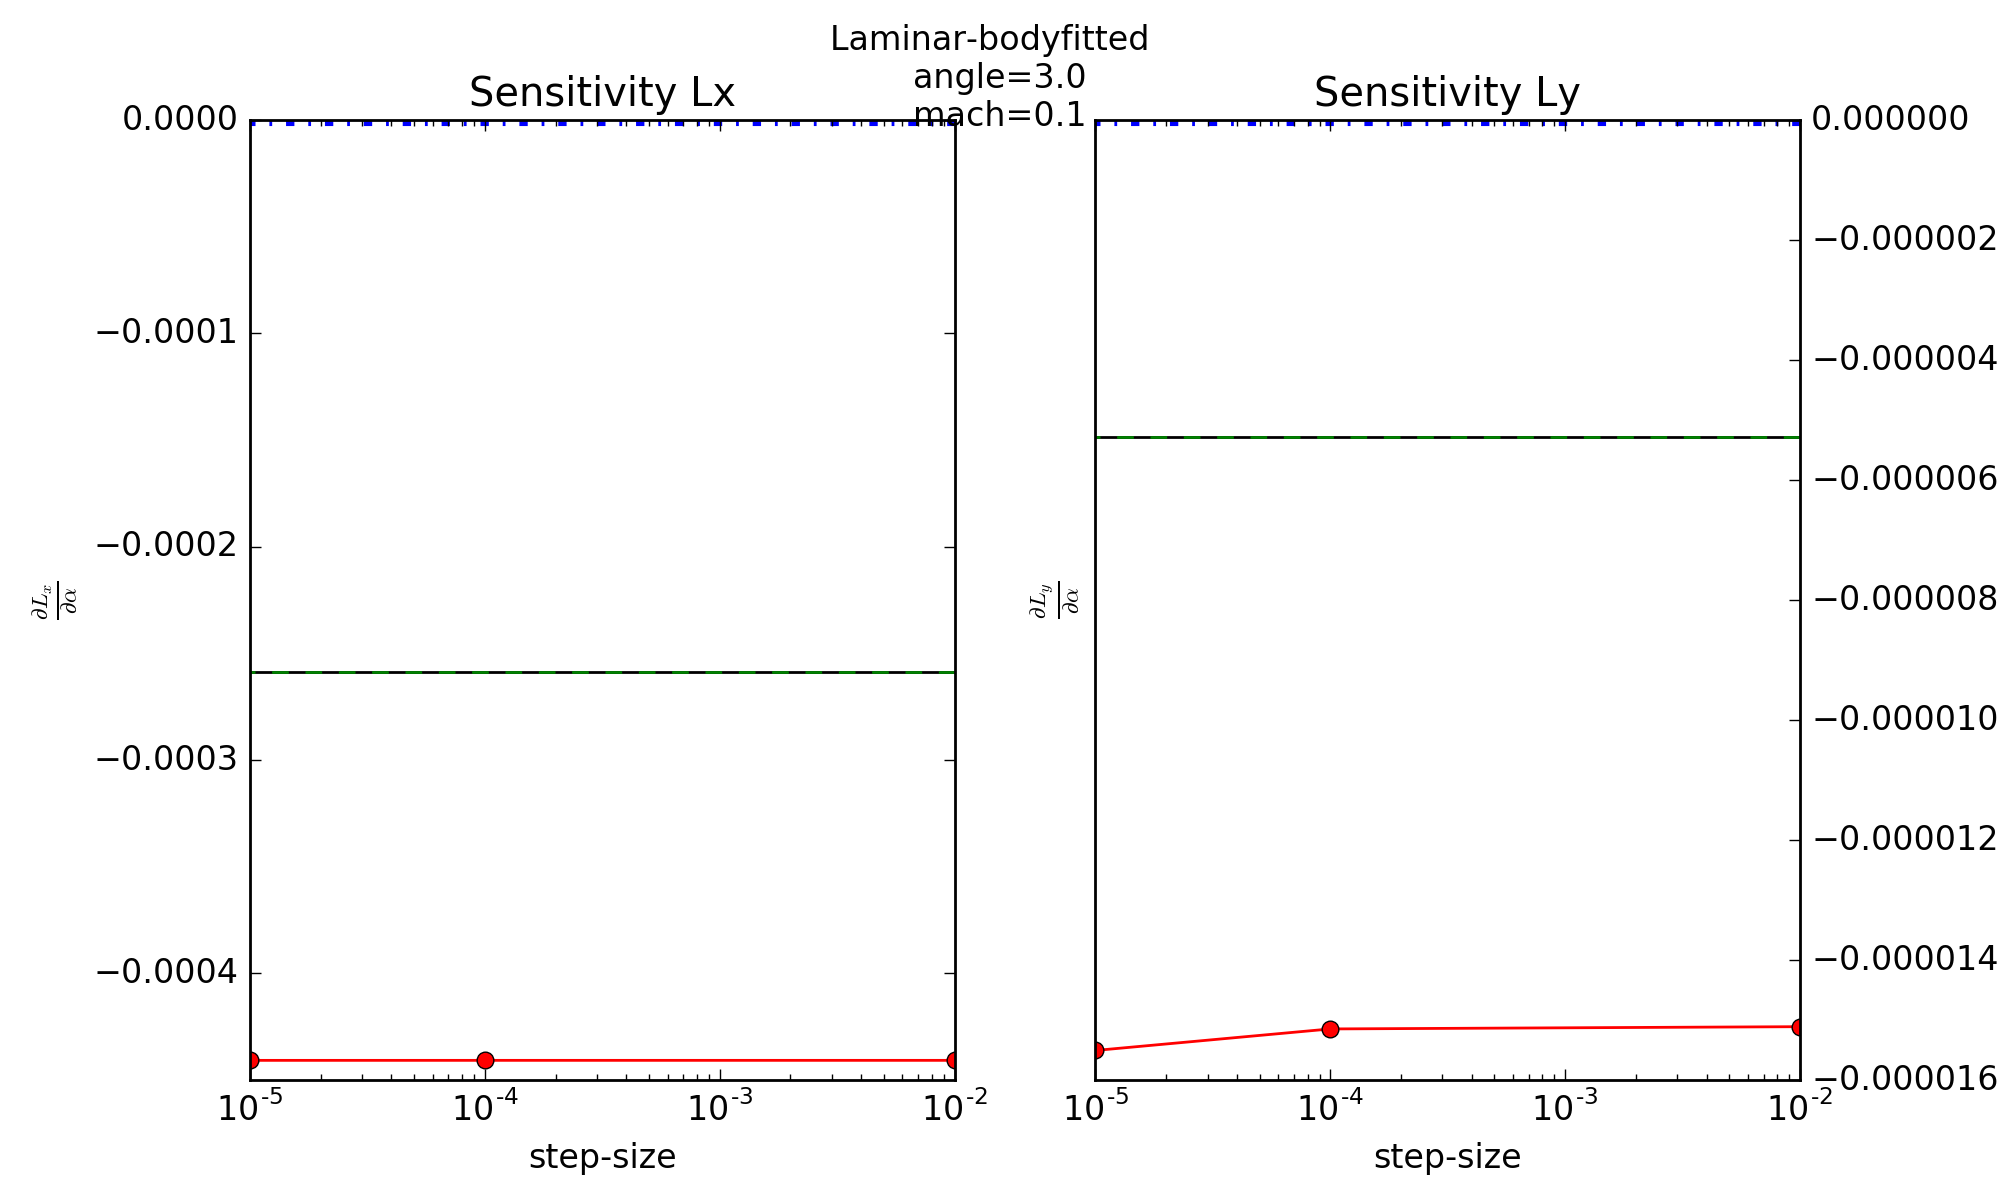 Laminar-bodyfitted
angle=3.0
mach=0.1
Sensitivity Lx
0.0000
−0.0001
−0.0002
−0.0003
−0.0004
∂Lₓ/∂α
10⁻⁵ 10⁻⁴ 10⁻³ 10⁻²
step-size
Sensitivity Ly
∂L_y/∂α
0.000000
−0.000002
−0.000004
−0.000006
−0.000008
−0.000010
−0.000012
−0.000014
−0.000016
10⁻⁵ 10⁻⁴ 10⁻³ 10⁻²
step-size